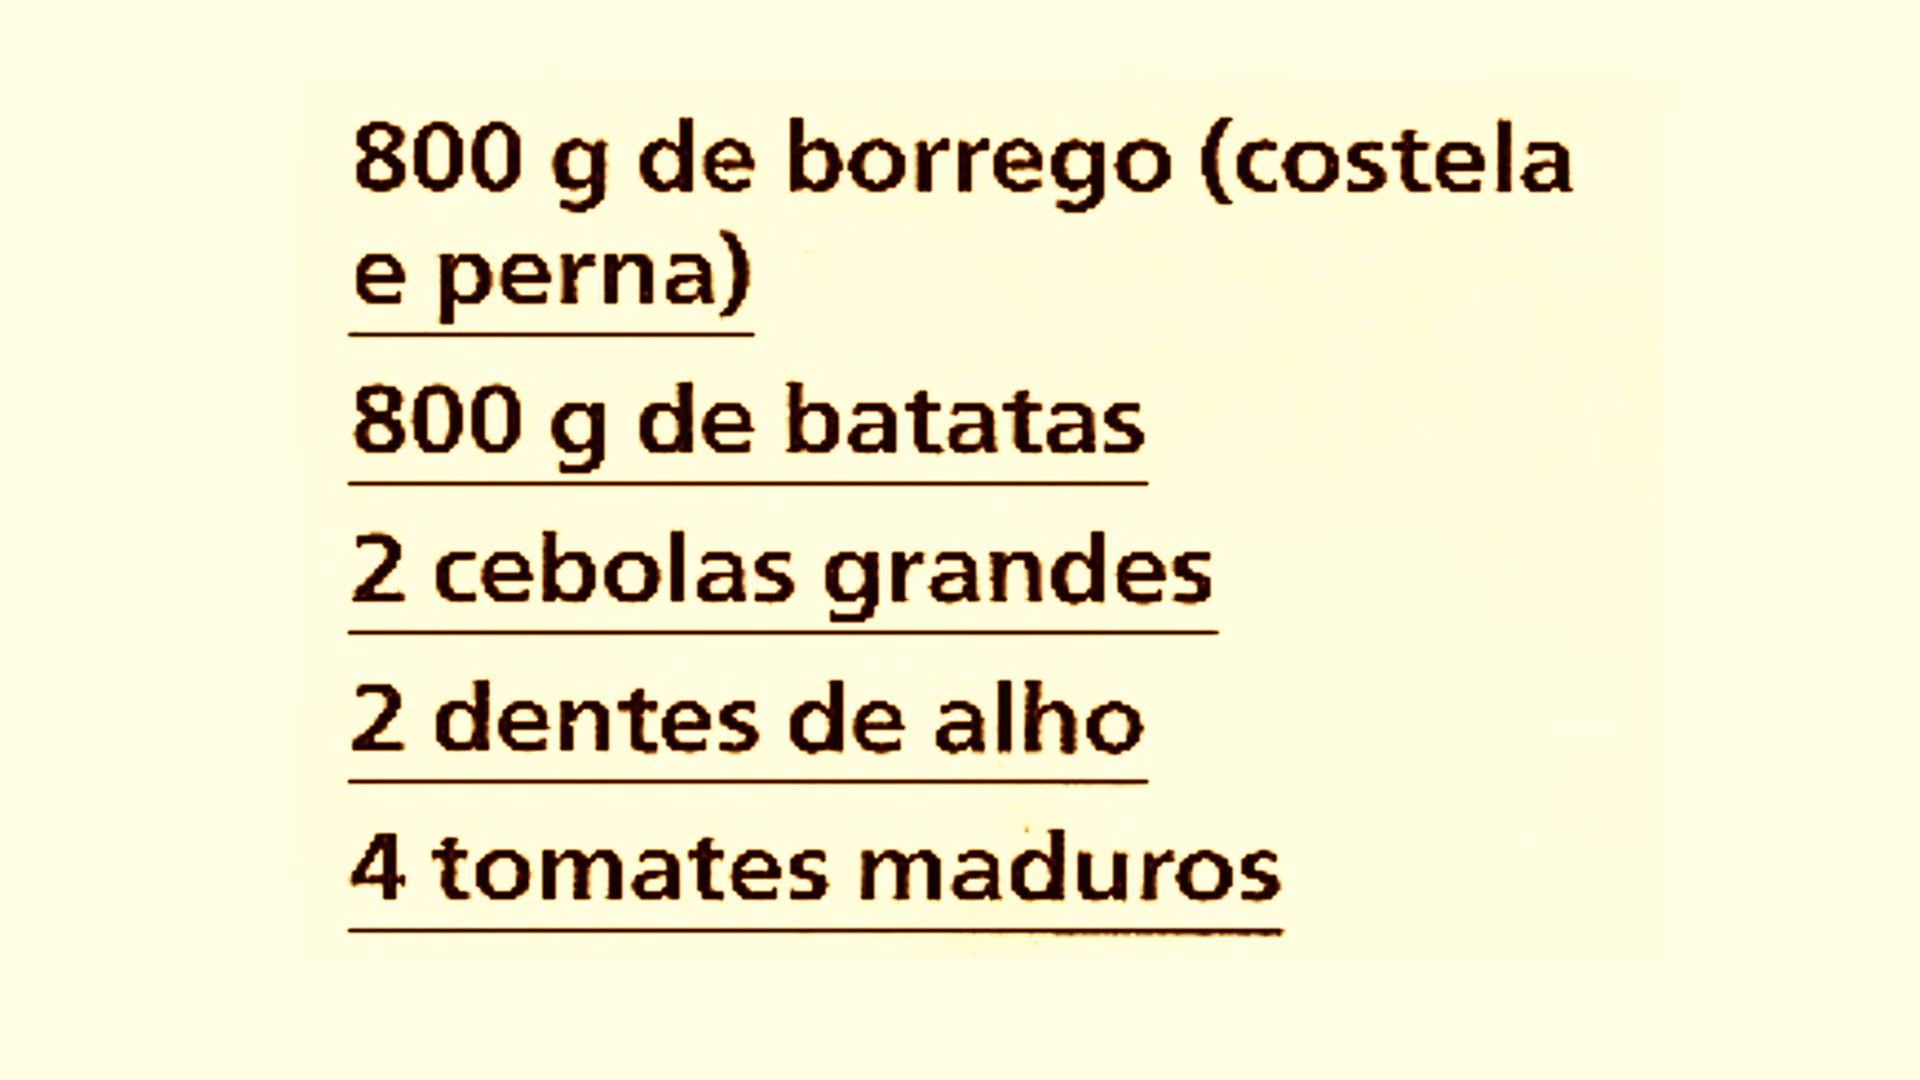 800 g de borrego (costela
e perna)
800 g de batatas
2 cebolas grandes
2 dentes de alho
4 tomates maduros